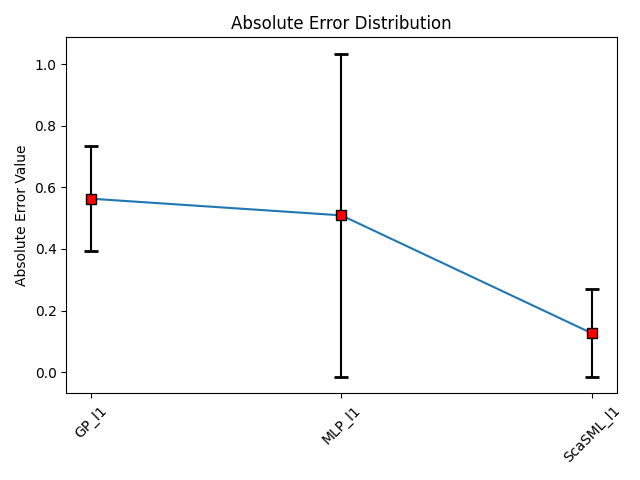 Absolute Error Distribution
Absolute Error Value
1.0
0.8
0.6
0.4
0.2
0.0
GP_l1
MLP_l1
ScaSML_l1